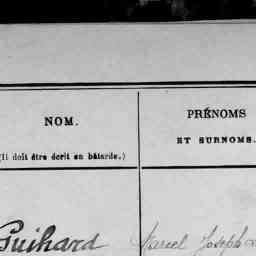 NOM.
(Il doit être écrit en bâtarde.)
PRÉNOMS
ET SURNOMS.
Guihard
Marcel Joseph